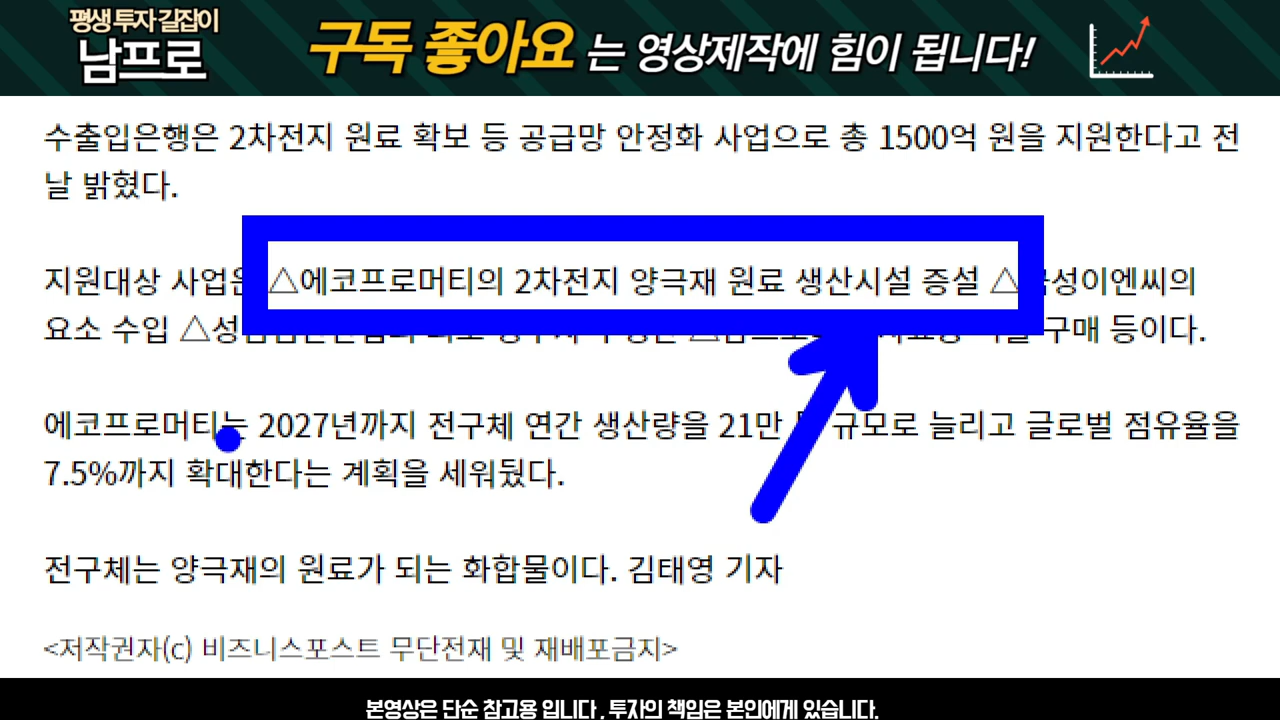 평생 투자 길잡이
남프로
구독 좋아요 는 영상제작에 힘이 됩니다!
수출입은행은 2차전지 원료 확보 등 공급망 안정화 사업으로 총 1500억 원을 지원한다고 전
날 밝혔다.
지원대상 사업은 △에코프로머티의 2차전지 양극재 원료 생산시설 증설 △
요소 수입 구매 등이다.
에코프로머티는 2027년까지 전구체 연간 생산량을 21만 규모로 늘리고 글로벌 점유율을
7.5%까지 확대한다는 계획을 세워뒀다.
전구체는 양극재의 원료가 되는 화합물이다. 김태영 기자
<저작권자(c) 비즈니스포스트 무단전재 및 재배포금지>
본영상은 단순 참고용 입니다 , 투자의 책임은 본인에게 있습니다.